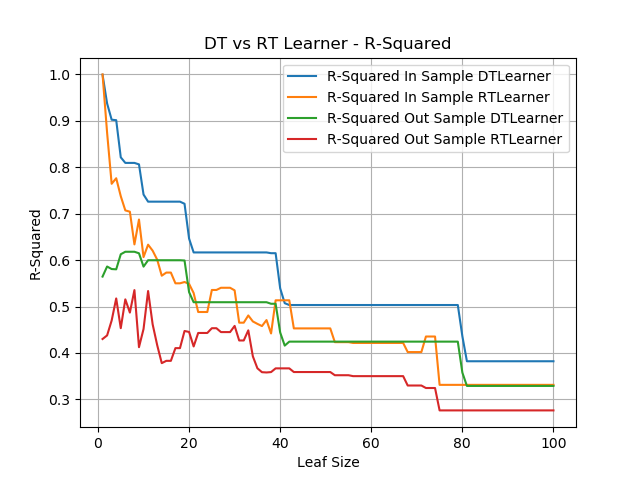 DT vs RT Learner - R-Squared
R-Squared In Sample DTLearner
R-Squared In Sample RTLearner
R-Squared Out Sample DTLearner
R-Squared Out Sample RTLearner
R-Squared
1.0
0.9
0.8
0.7
0.6
0.5
0.4
0.3
0
20
40
60
80
100
Leaf Size